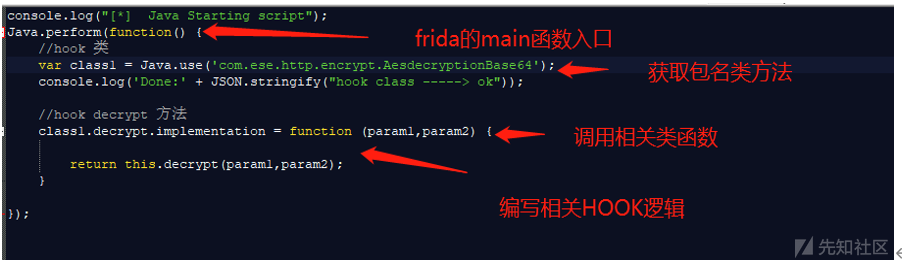 console.log("[*]  Java Starting script");
Java.perform(function() {
frida的main函数入口
//hook 类
var class1 = Java.use('com.ese.http.encrypt.AesdecryptionBase64');
获取包名类方法
console.log('Done:' + JSON.stringify("hook class -----> ok"));
//hook decrypt 方法
class1.decrypt.implementation = function (param1,param2) {
调用相关类函数
return this.decrypt(param1,param2);
}
编写相关HOOK逻辑
});
先知社区